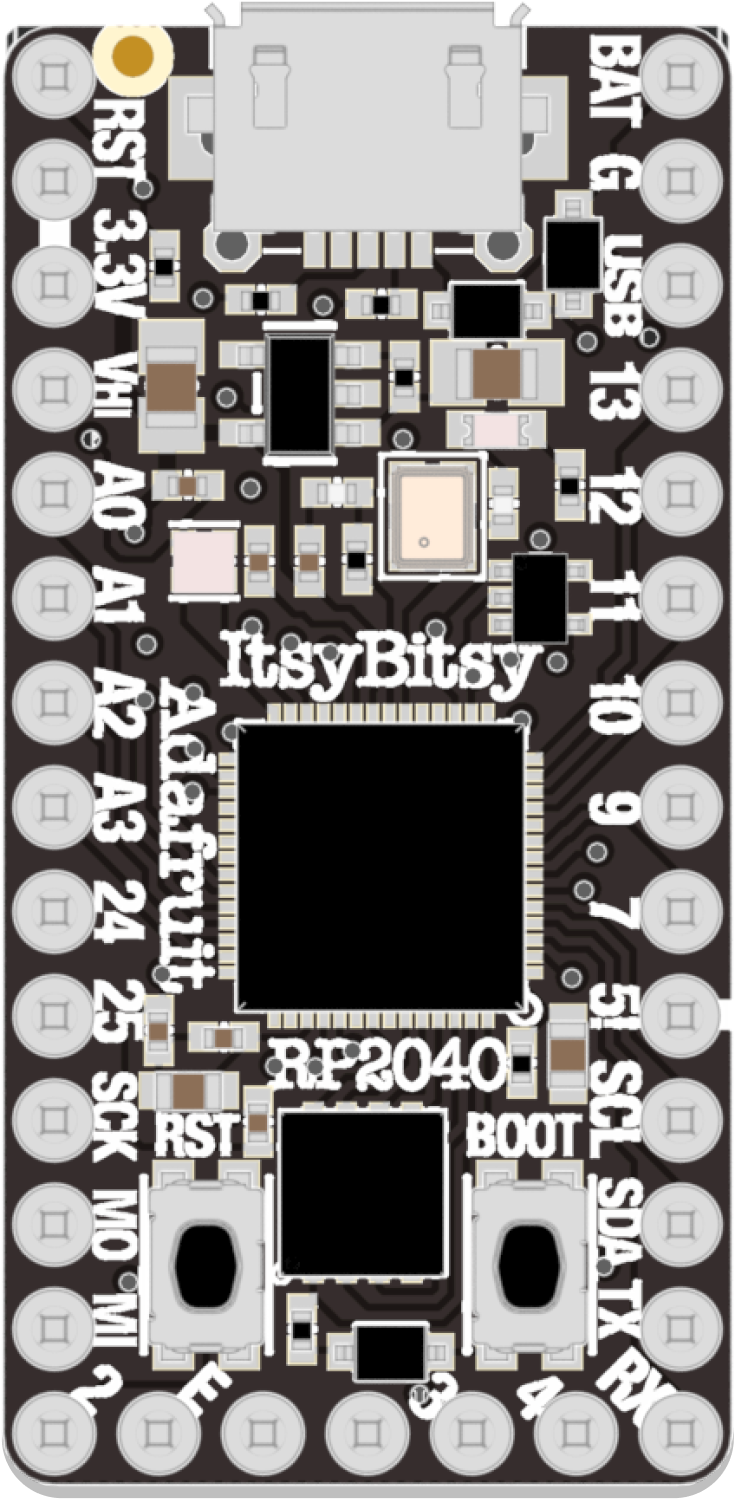 RST
3.3V
VHI
A0
A1
A2
A3
24
25
SCK
MO
MI
2
E
3
4
RX
TX
SDA
SCL
5!
7
9
10
11
12
13
USB
G
BAT
ItsyBitsy
Adafruit
RP2040
RST
BOOT